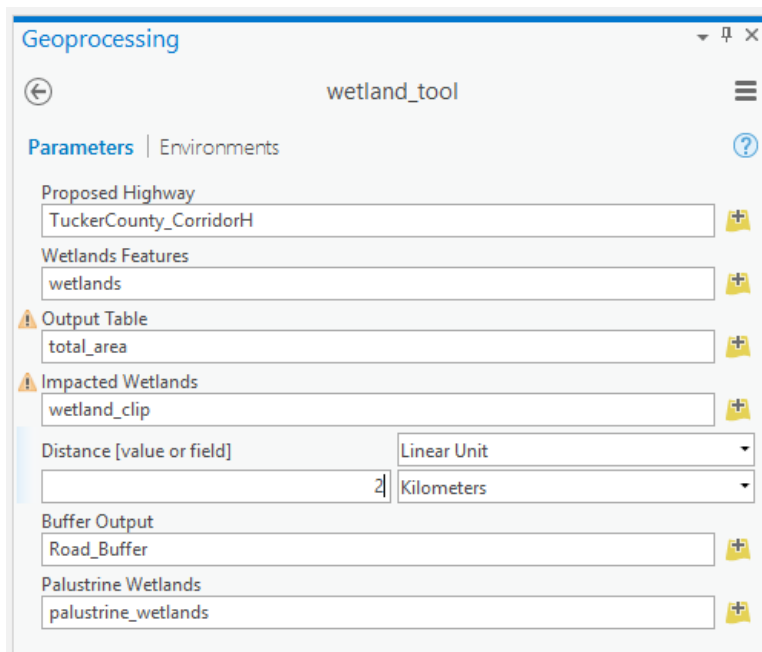 Geoprocessing
wetland_tool
Parameters | Environments
Proposed Highway
TuckerCounty_CorridorH
Wetlands Features
wetlands
Output Table
total_area
Impacted Wetlands
wetland_clip
Distance [value or field] Linear Unit
2 Kilometers
Buffer Output
Road_Buffer
Palustrine Wetlands
palustrine_wetlands